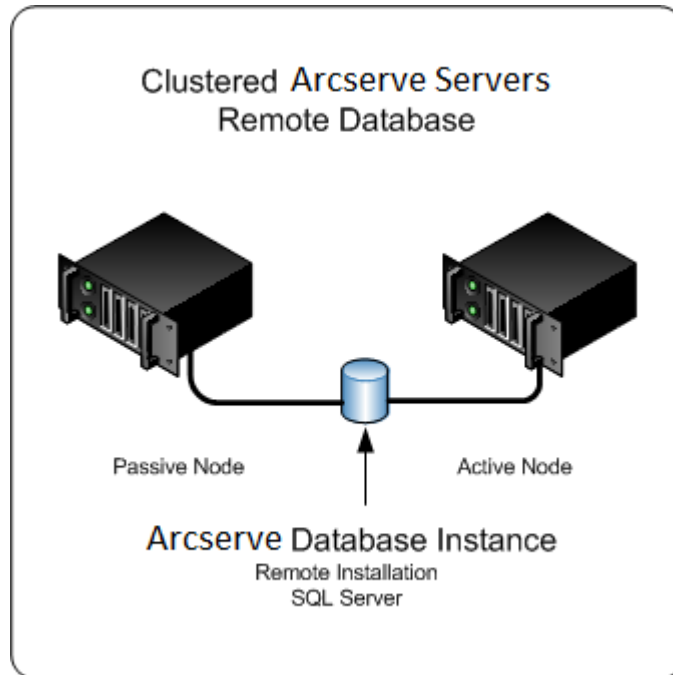 Clustered Arcserve Servers
Remote Database
Passive Node
Active Node
Arcserve Database Instance
Remote Installation
SQL Server